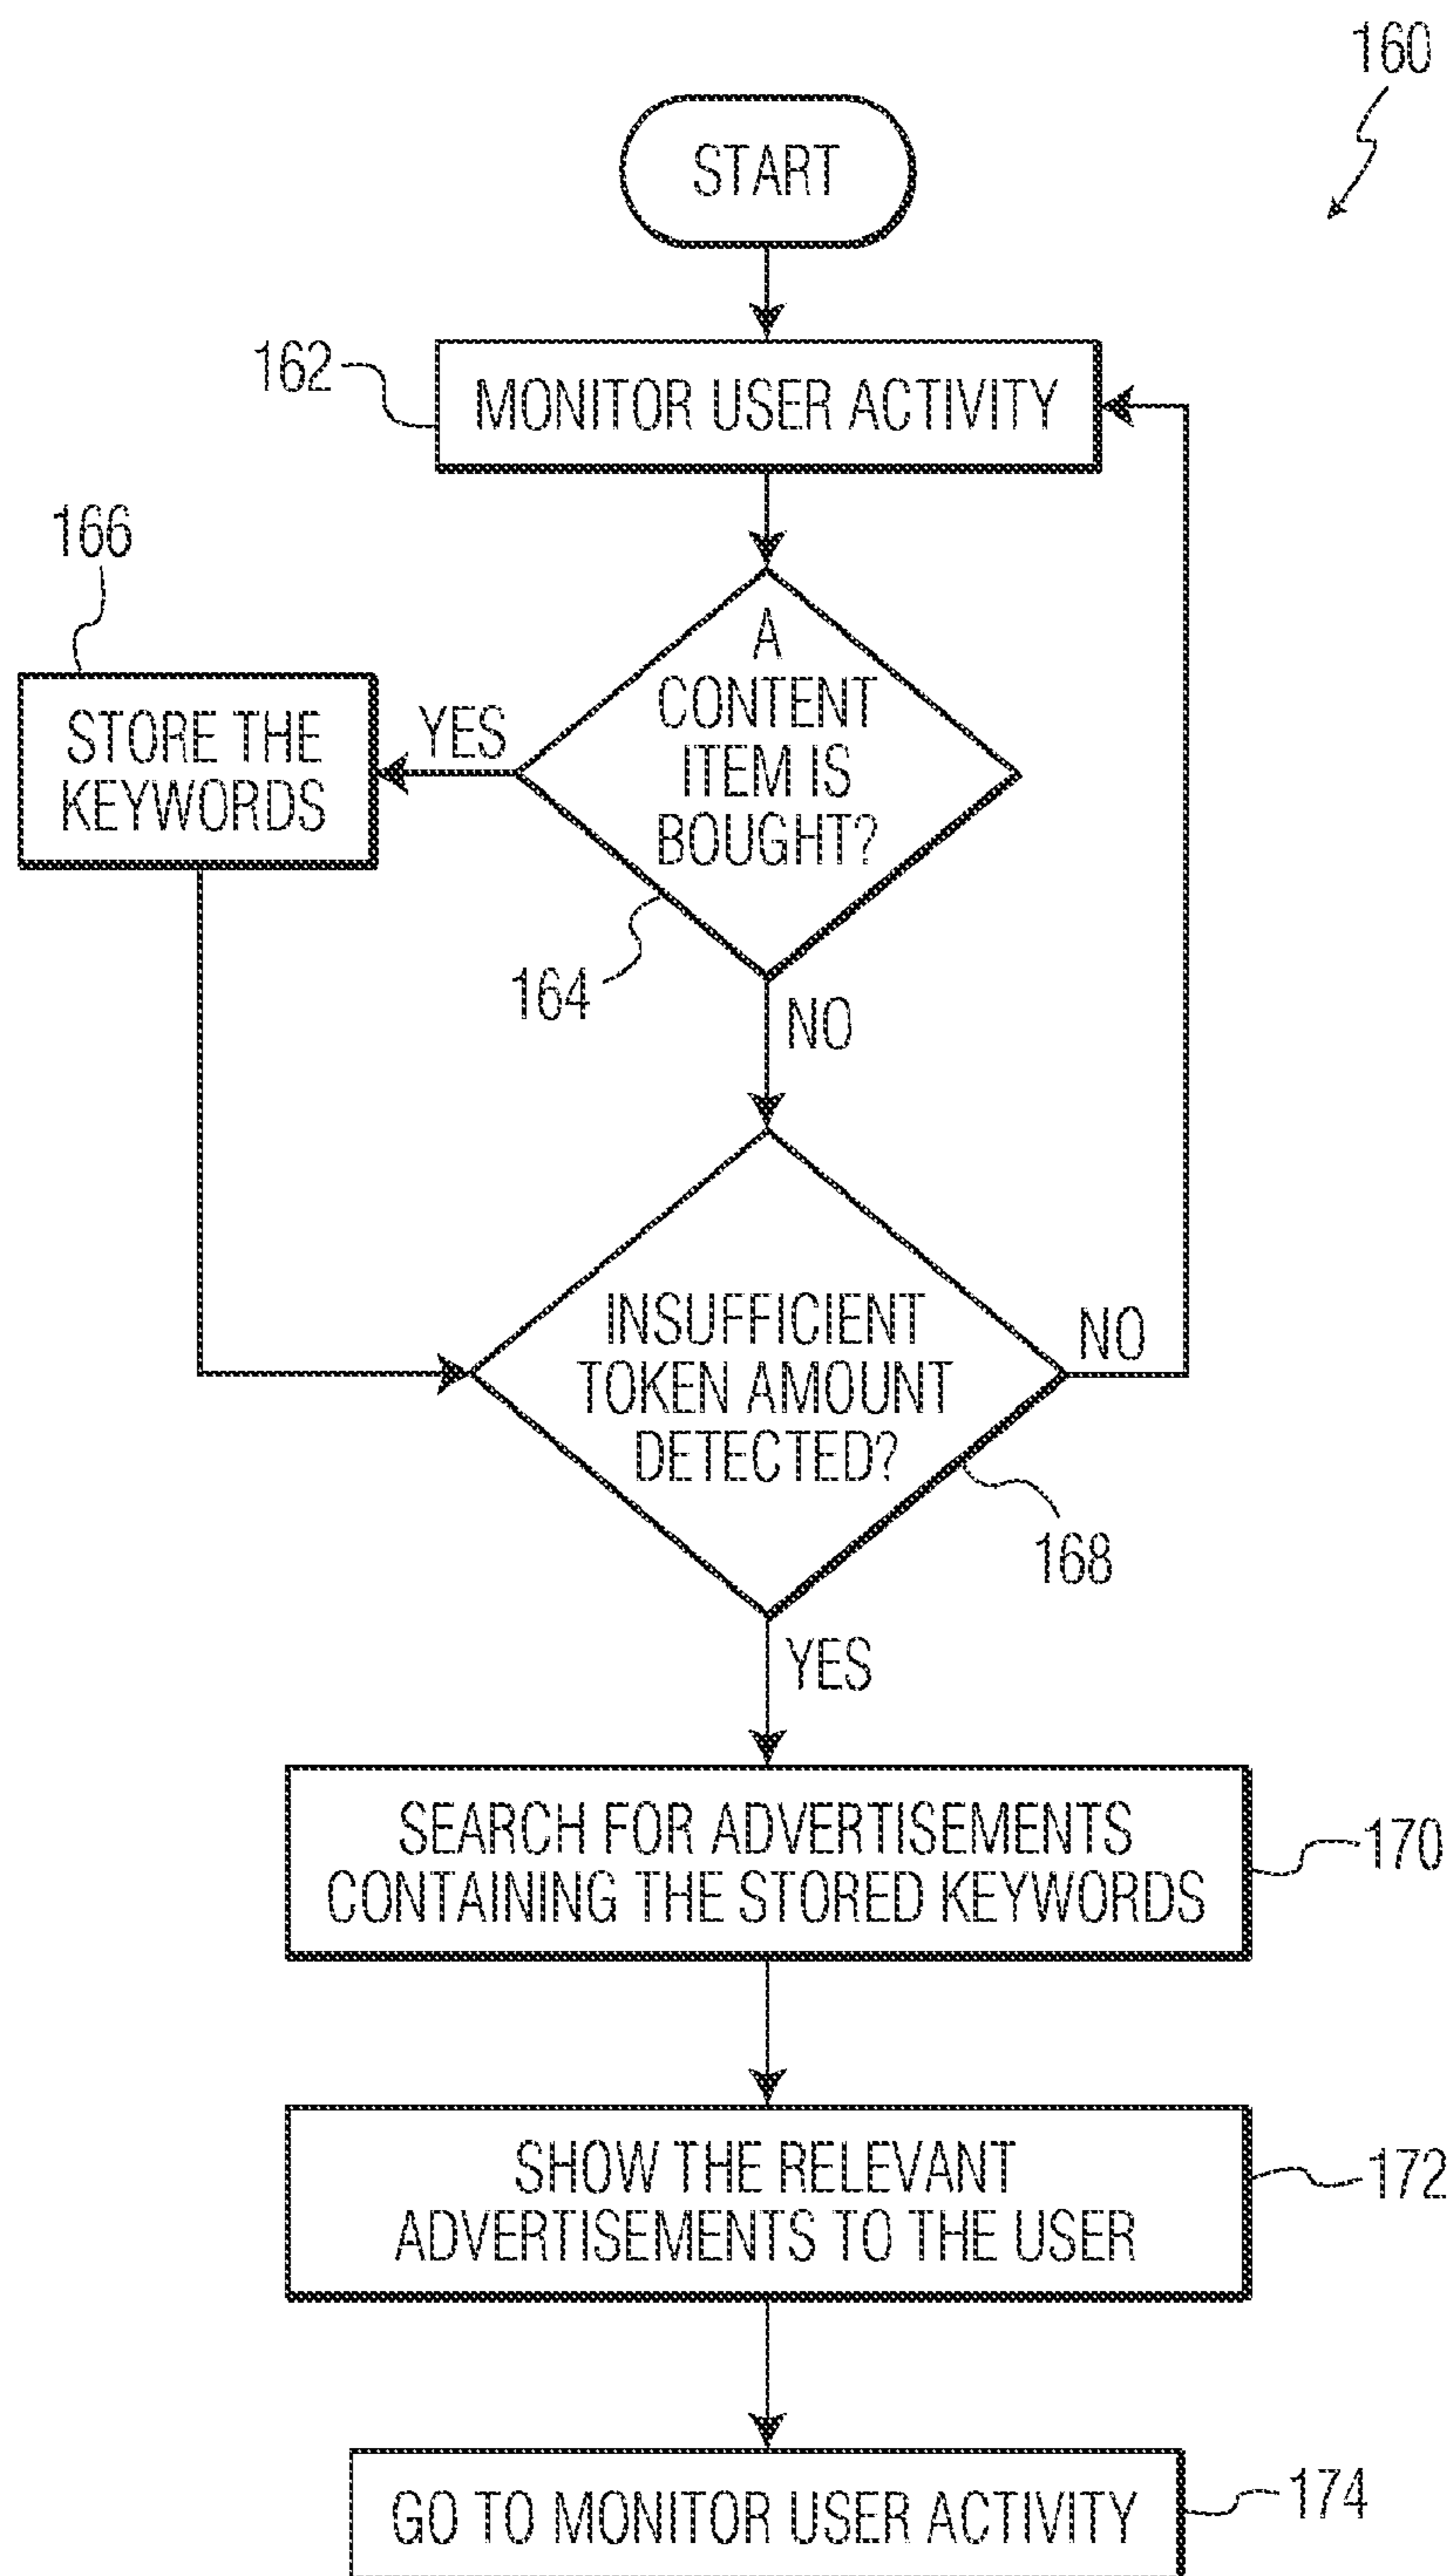 160
START
162
MONITOR USER ACTIVITY
166
A
CONTENT
ITEM IS
BOUGHT?
YES
STORE THE
KEYWORDS
164
NO
INSUFFICIENT
TOKEN AMOUNT
DETECTED?
NO
168
YES
SEARCH FOR ADVERTISEMENTS
CONTAINING THE STORED KEYWORDS
170
SHOW THE RELEVANT
ADVERTISEMENTS TO THE USER
172
GO TO MONITOR USER ACTIVITY
174